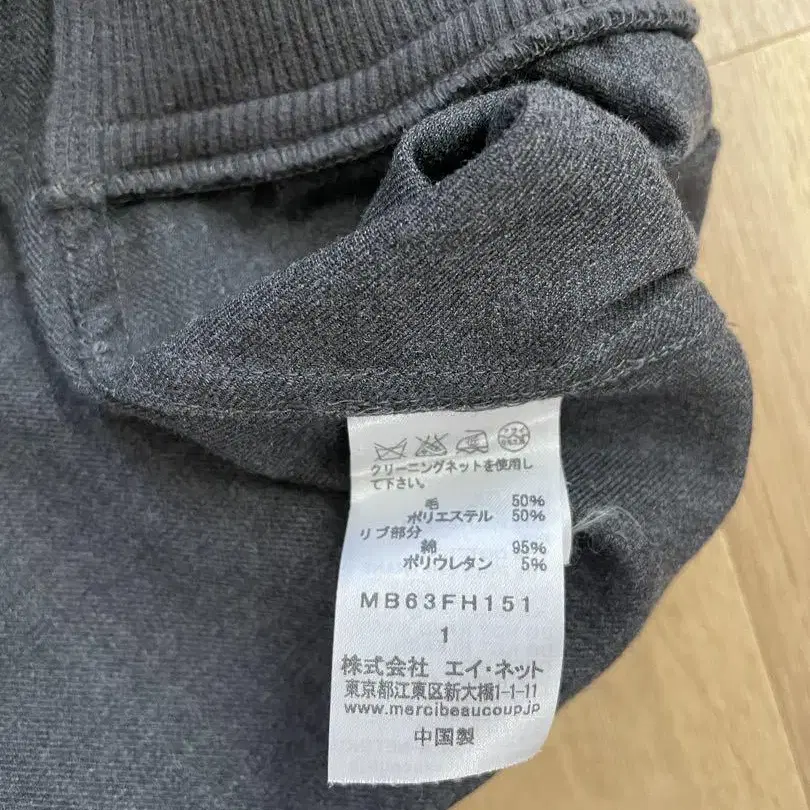 クリーニングネットを使用し
て下さい。
毛 50%
ポリエステル 50%
リブ部分
綿 95%
ポリウレタン 5%
MB63FH151
1
株式会社 エイ・ネット
東京都江東区新大橋1-1-11
www.mercibeaucoup.jp
中国製